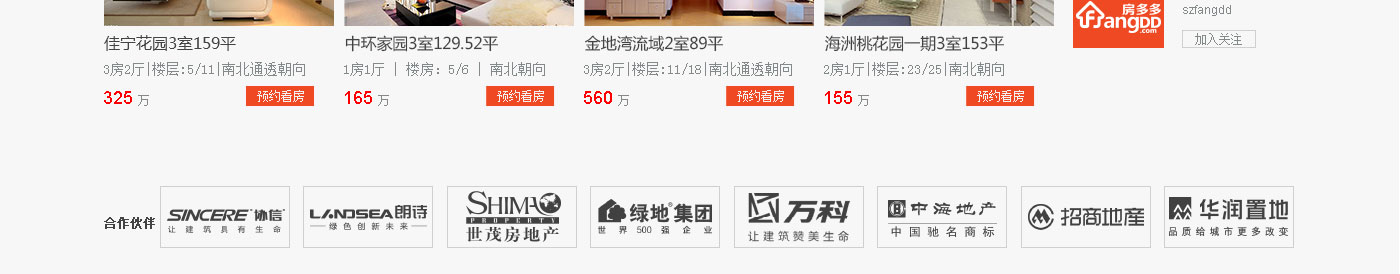 佳宁花园3室159平
3房2厅|楼层:5/11|南北通透朝向
325 万
预约看房
中环家园3室129.52平
1房1厅 | 楼房: 5/6 | 南北朝向
165 万
预约看房
金地湾流域2室89平
3房2厅|楼层:11/18|南北通透朝向
560 万
预约看房
海洲桃花园一期3室153平
2房1厅|楼层:23/25|南北朝向
155 万
预约看房
房多多
Fangdd
.com
szfangdd
加入关注
合作伙伴
SINCERE 协信
让建筑具有生命
LANDSEA 朗诗
绿色创新未来
SHIMAO
PROPERTY
世茂房地产
绿地集团
世界500强企业
万科
让建筑赞美生命
中海地产
中国驰名商标
招商地産
华润置地
品质给城市更多改变